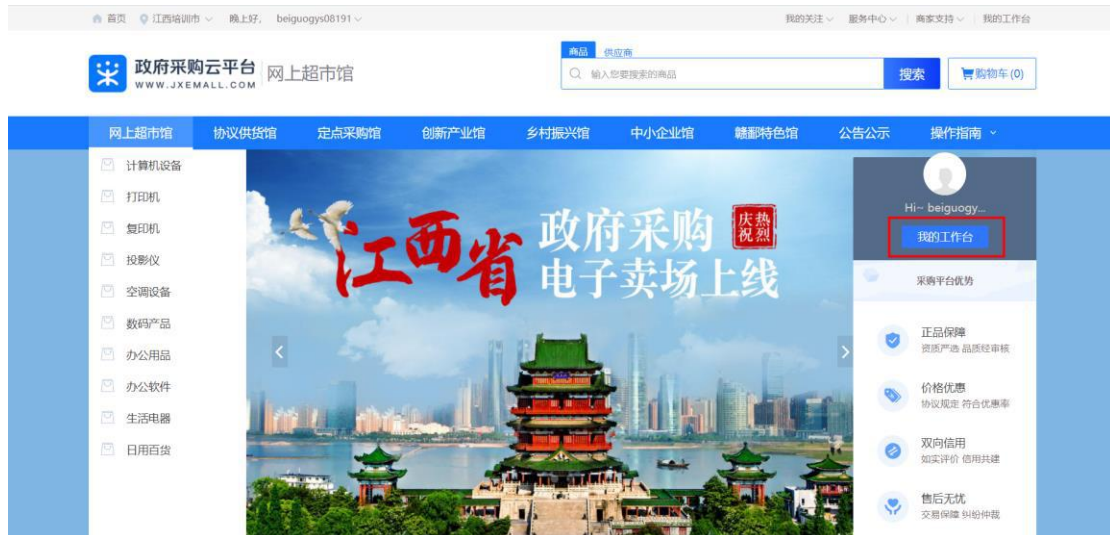 首页 江西培训市 晚上好, beiguogys08191 我的关注 服务中心 商家支持 我的工作台
商品 供应商
政府采购云平台 网上超市馆
WWW.JXEMALL.COM
输入您要搜索的商品 搜索 购物车(0)
网上超市馆 协议供货馆 定点采购馆 创新产业馆 乡村振兴馆 中小企业馆 赣鄱特色馆 公告公示 操作指南
计算机设备
打印机
复印机
投影仪
空调设备
数码产品
办公用品
办公软件
生活电器
日用百货
江西省
政府采购 热烈庆祝
电子卖场上线
Hi~ beiguogy...
我的工作台
采购平台优势
正品保障
资质严选 品质经审核
价格优惠
协议规定 符合优惠率
双向信用
如实评价 信用共建
售后无忧
交易保障 纠纷仲裁